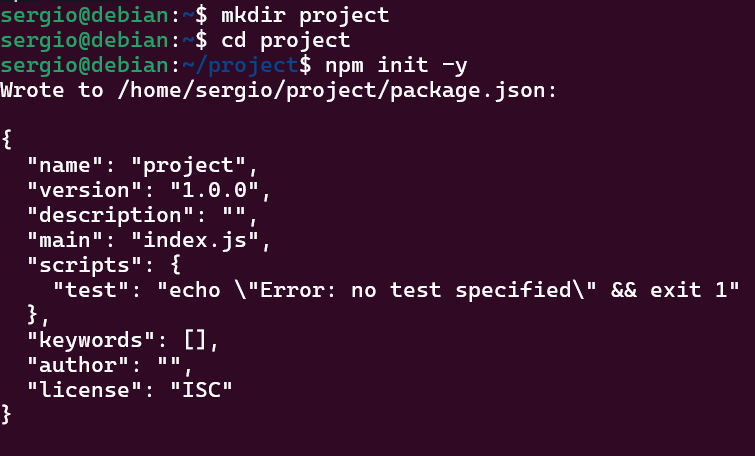 sergio@debian:~$ mkdir project
sergio@debian:~$ cd project
sergio@debian:~/project$ npm init -y
Wrote to /home/sergio/project/package.json:

{
  "name": "project",
  "version": "1.0.0",
  "description": "",
  "main": "index.js",
  "scripts": {
    "test": "echo \"Error: no test specified\" && exit 1"
  },
  "keywords": [],
  "author": "",
  "license": "ISC"
}